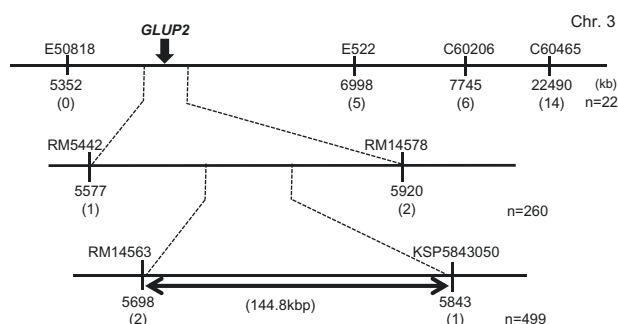 Chr. 3
GLUP2
E50818 E522 C60206 C60465
5352 6998 7745 22490 (kb)
(0) (5) (6) (14) n=22
RM5442 RM14578
5577 5920
(1) (2) n=260
RM14563 KSP5843050
5698 (144.8kbp) 5843
(2) (1) n=499